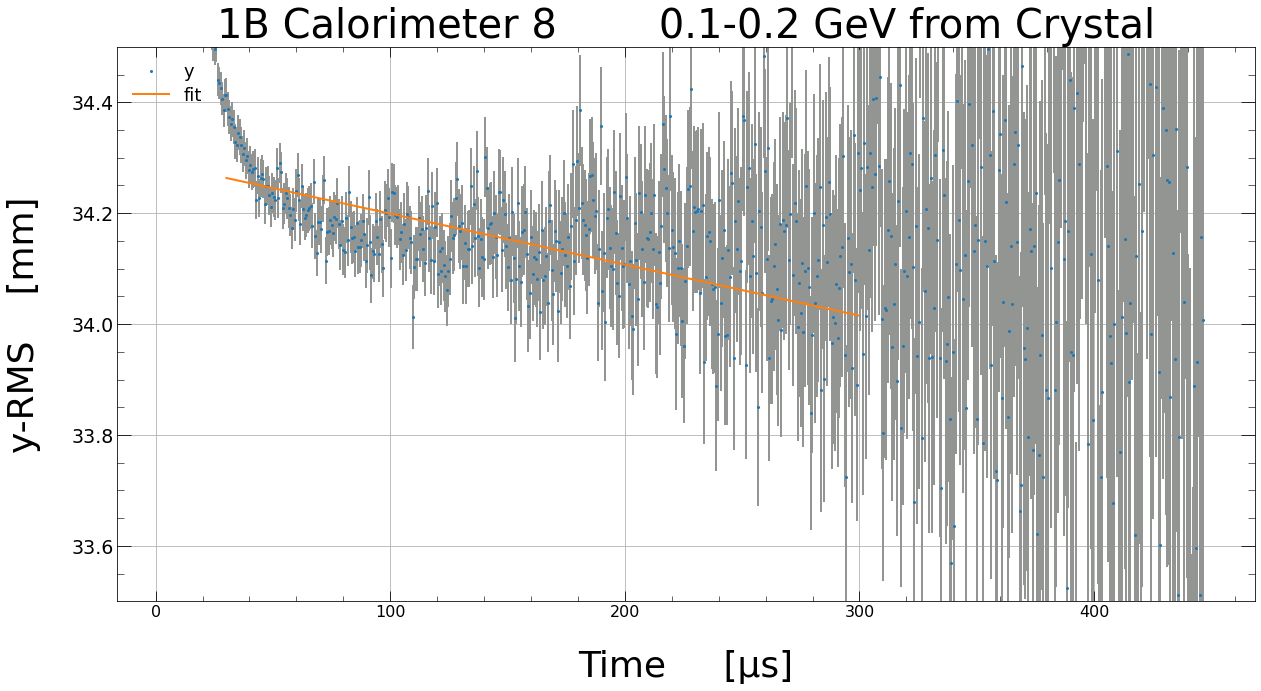 1B Calorimeter 8 0.1-0.2 GeV from Crystal
y
fit
34.4
34.2
34.0
33.8
33.6
y-RMS [mm]
0 100 200 300 400
Time [µs]